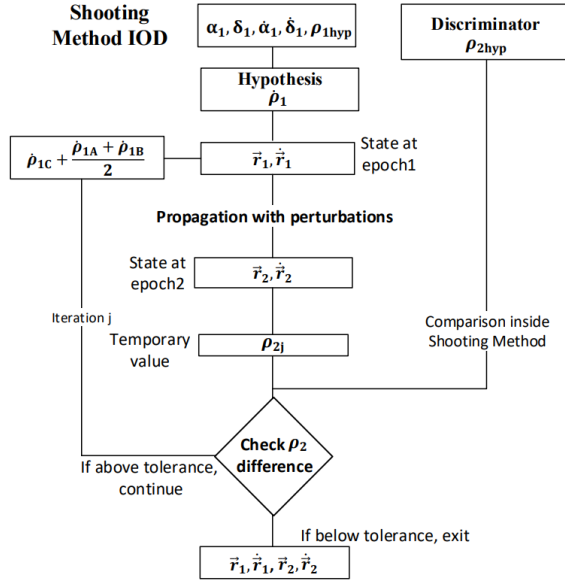 Shooting
Method IOD
α₁, δ₁, α̇₁, δ̇₁, ρ₁hyp
Discriminator
ρ₂hyp
Hypothesis
ρ̇₁
ρ̇₁C + (ρ̇₁A + ρ̇₁B)/2
r⃗₁, r⃗̇₁
State at
epoch1
Propagation with perturbations
State at
epoch2
r⃗₂, r⃗̇₂
Iteration j
Temporary
value
ρ₂j
Comparison inside
Shooting Method
Check ρ₂
difference
If above tolerance,
continue
If below tolerance, exit
r⃗₁, r⃗̇₁, r⃗₂, r⃗̇₂